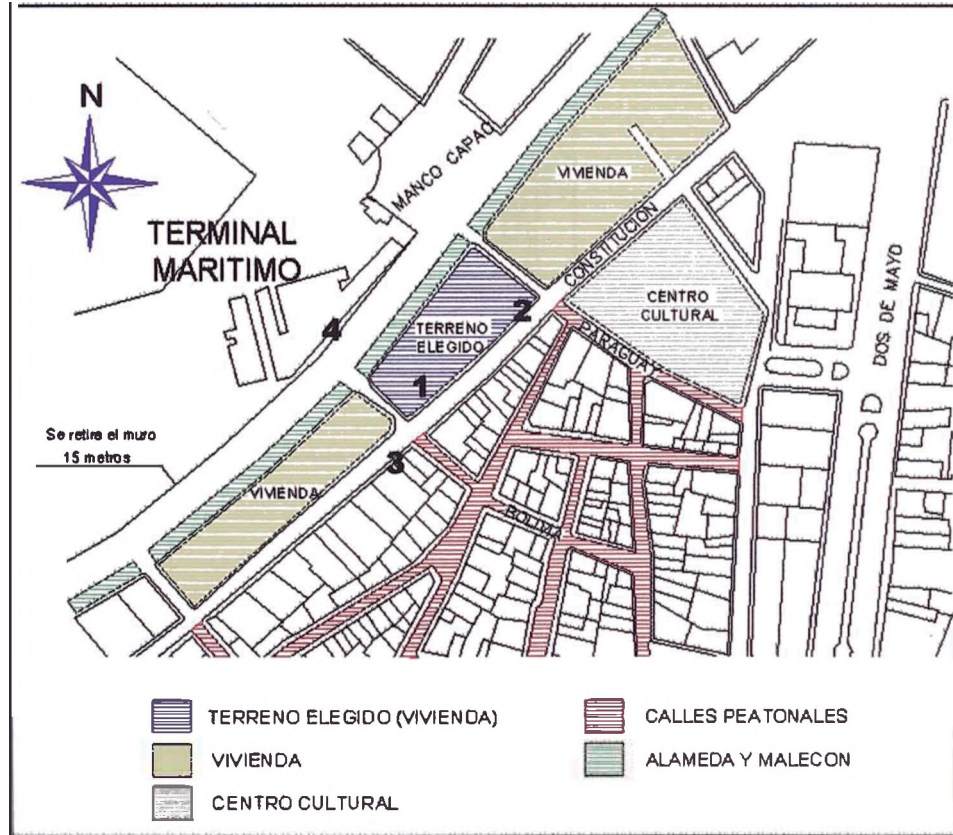 N
TERMINAL
MARITIMO
MANCO CAPAC
VIVIENDA
CONSTITUCION
CENTRO
CULTURAL
DOS DE MAYO
2
TERRENO
ELEGIDO
4
PARAGUAY
1
Se retira el muro
15 metros
3
VIVIENDA
TERRENO ELEGIDO (VIVIENDA)
CALLES PEATONALES
VIVIENDA
ALAMEDA Y MALECON
CENTRO CULTURAL